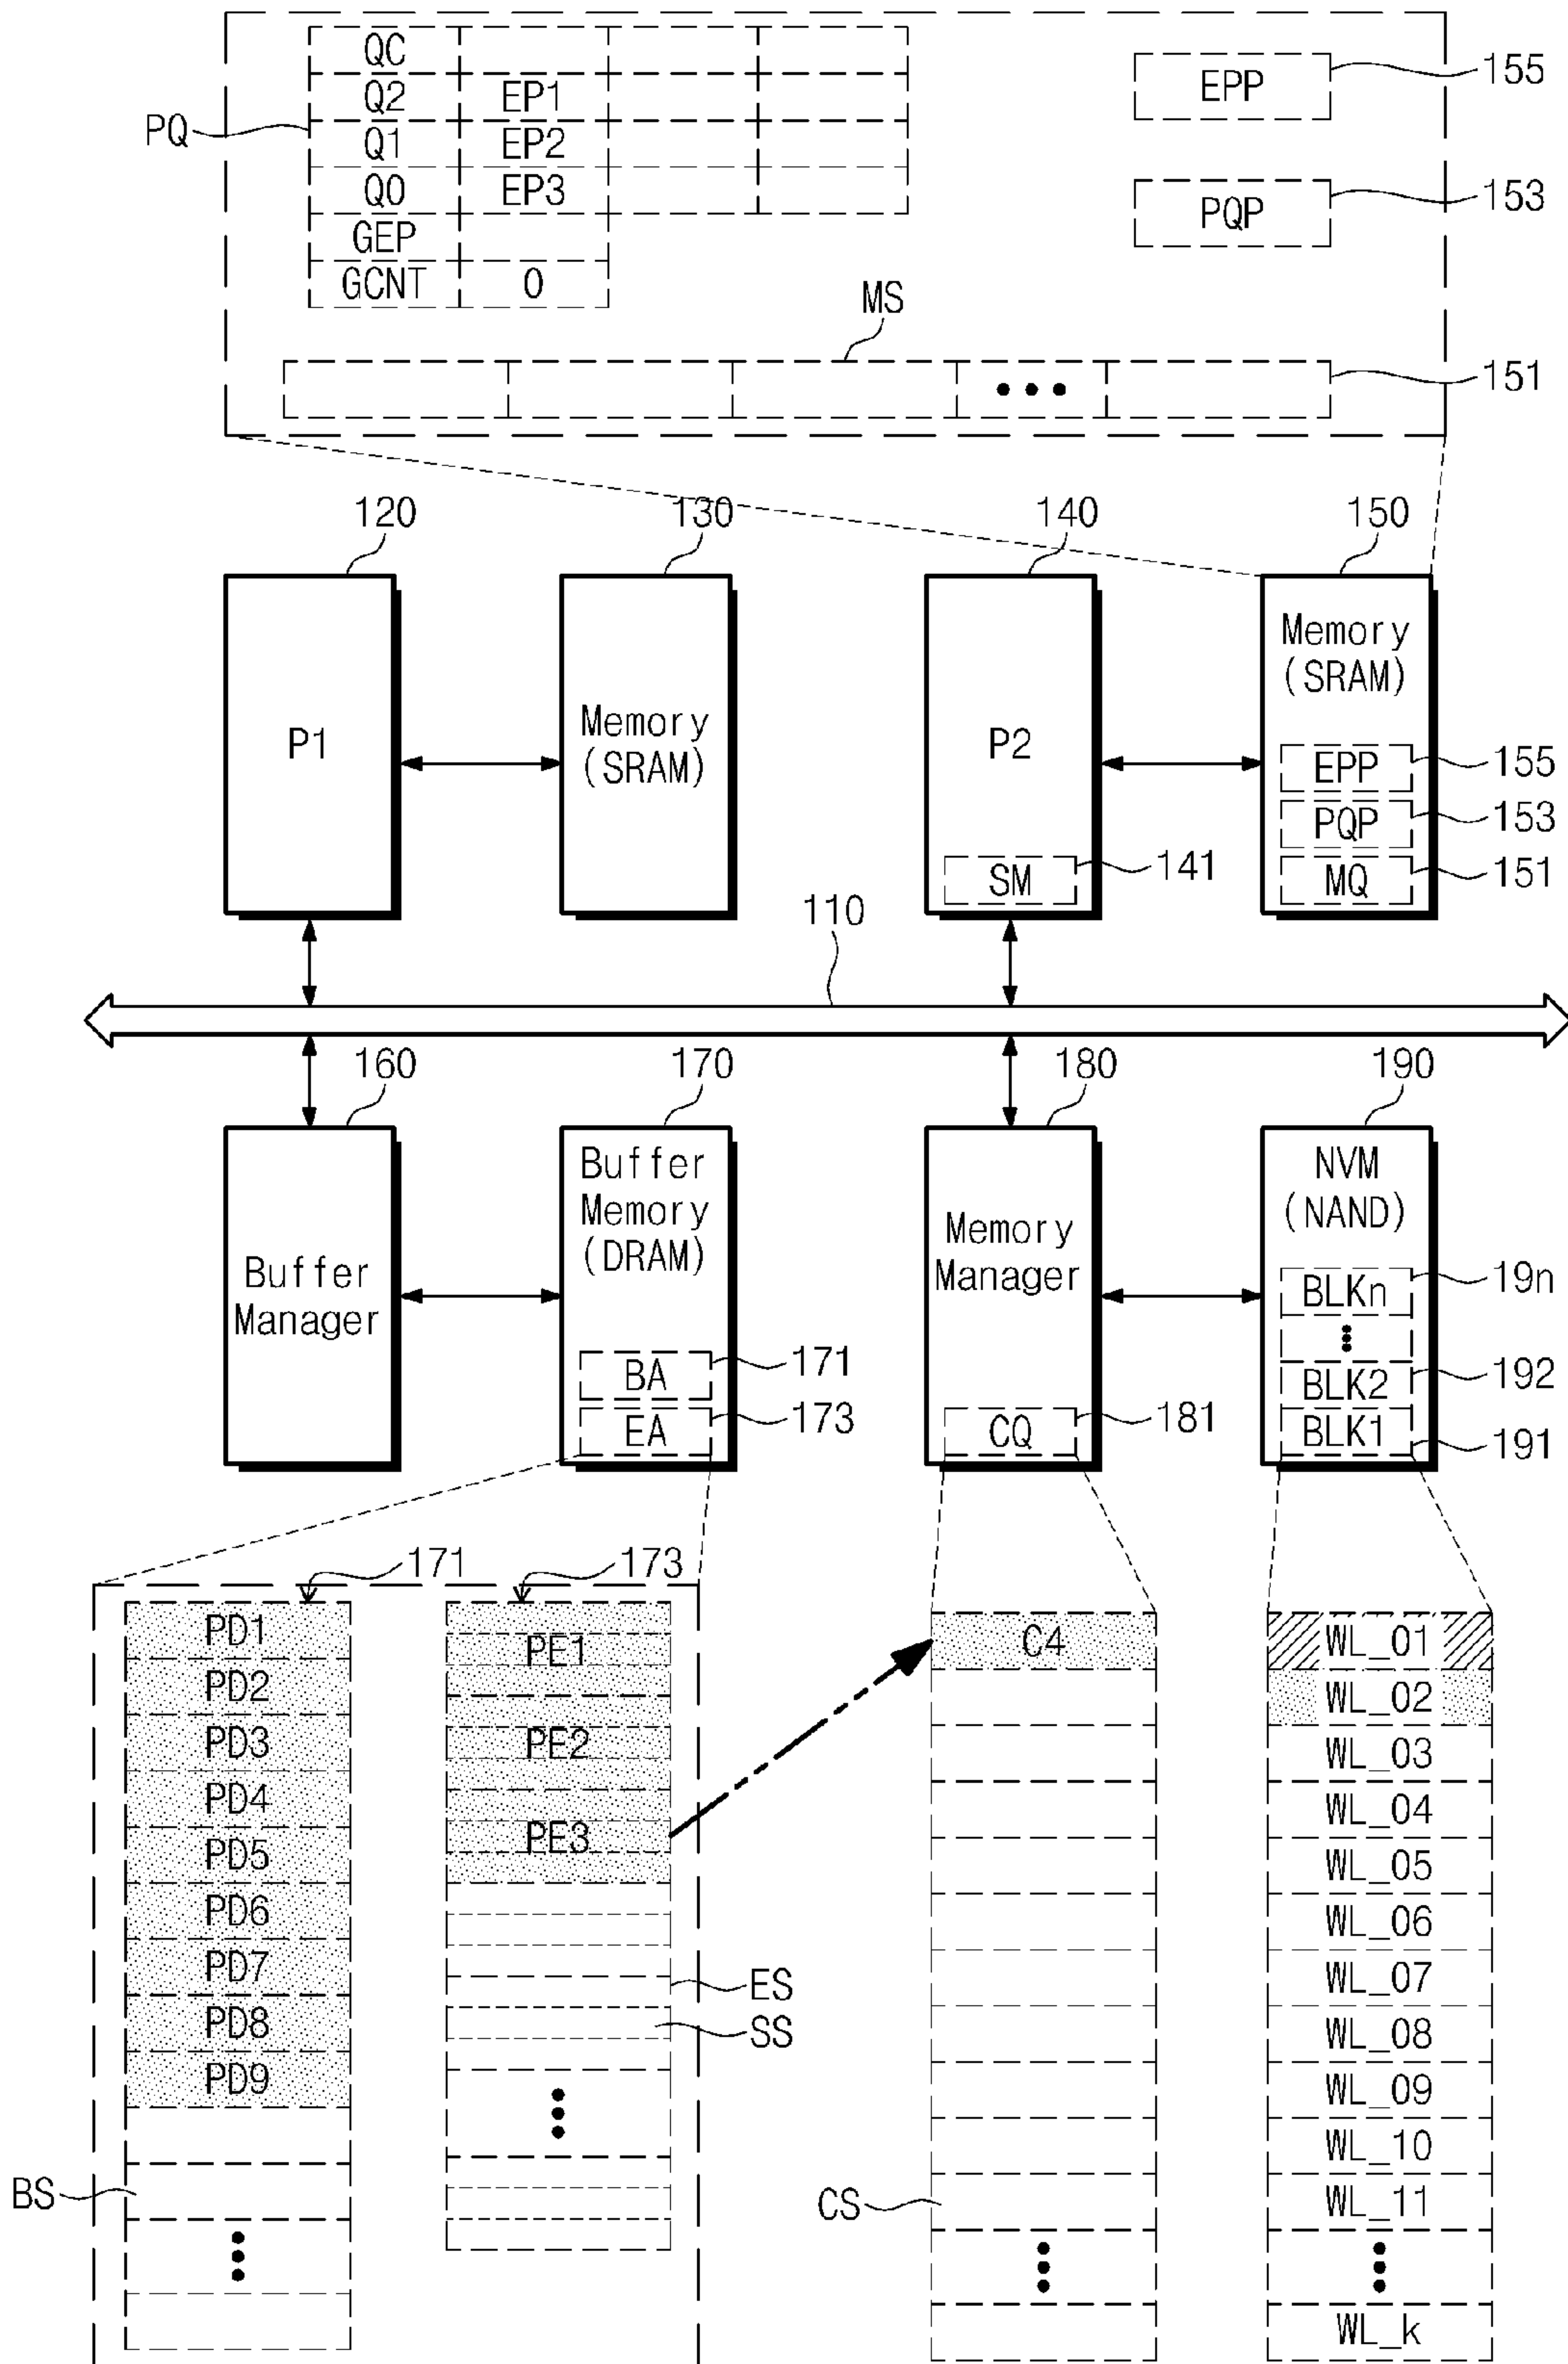 QC
Q2 EP1
Q1 EP2
Q0 EP3
GEP
GCNT 0
PQ
EPP 155
PQP 153
MS
151
120 130 140 150
P1
Memory
(SRAM)
P2
SM 141
Memory
(SRAM)
EPP 155
PQP 153
MQ 151
110
160 170 180 190
Buffer
Manager
Buffer
Memory
(DRAM)
BA 171
EA 173
Memory
Manager
CQ 181
NVM
(NAND)
BLKn 19n
BLK2 192
BLK1 191
171
PD1
PD2
PD3
PD4
PD5
PD6
PD7
PD8
PD9
BS
173
PE1
PE2
PE3
ES
SS
C4
CS
WL_01
WL_02
WL_03
WL_04
WL_05
WL_06
WL_07
WL_08
WL_09
WL_10
WL_11
WL_k